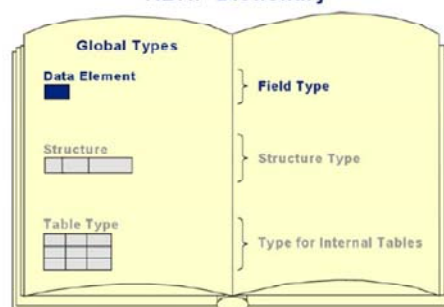 Global Types
Data Element
Field Type
Structure
Structure Type
Table Type
Type for Internal Tables